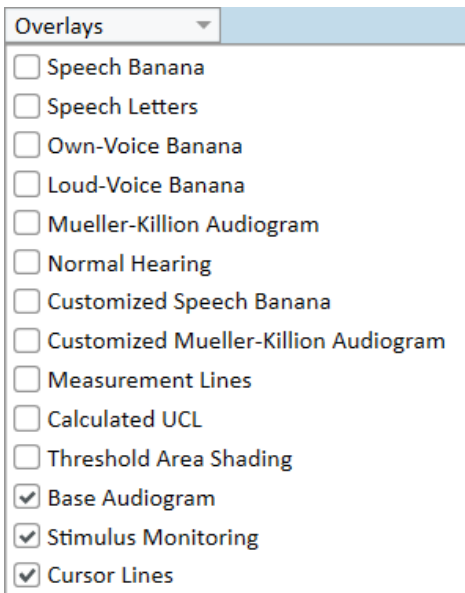 Overlays
Speech Banana
Speech Letters
Own-Voice Banana
Loud-Voice Banana
Mueller-Killion Audiogram
Normal Hearing
Customized Speech Banana
Customized Mueller-Killion Audiogram
Measurement Lines
Calculated UCL
Threshold Area Shading
Base Audiogram
Stimulus Monitoring
Cursor Lines